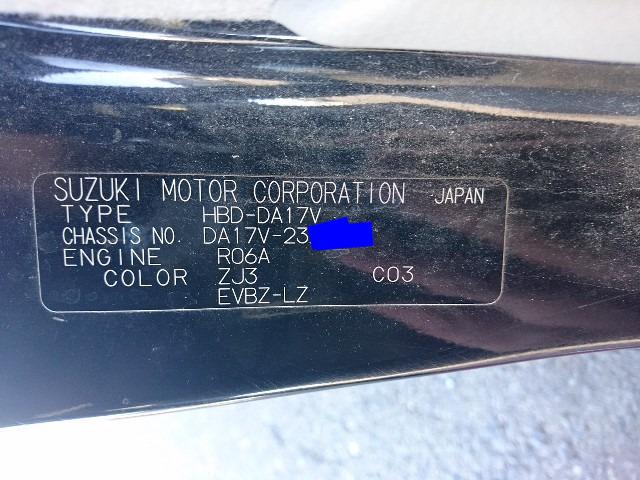 SUZUKI MOTOR CORPORATION JAPAN
TYPE HBD-DA17V
CHASSIS NO. DA17V-23
ENGINE R06A
COLOR ZJ3 C03
EVBZ-LZ